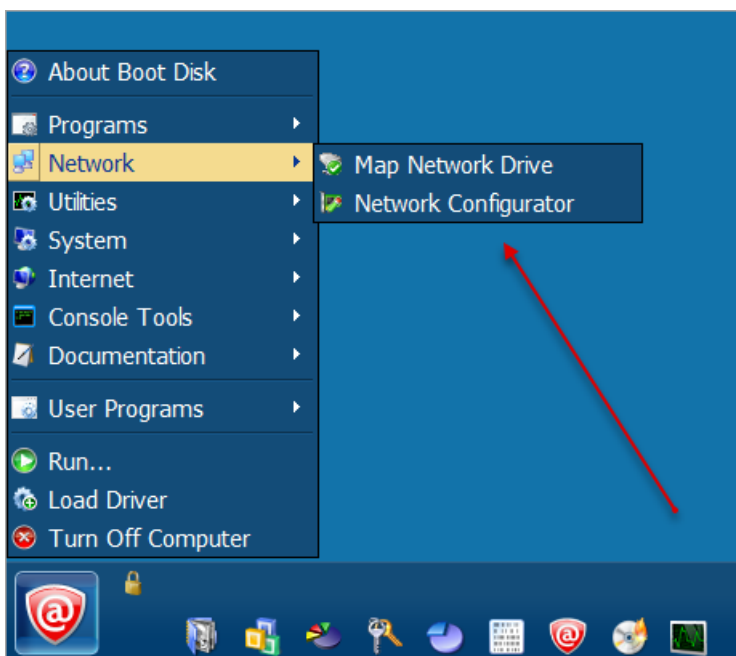 About Boot Disk
Programs
Network
Map Network Drive
Utilities
Network Configurator
System
Internet
Console Tools
Documentation
User Programs
Run...
Load Driver
Turn Off Computer
@
@